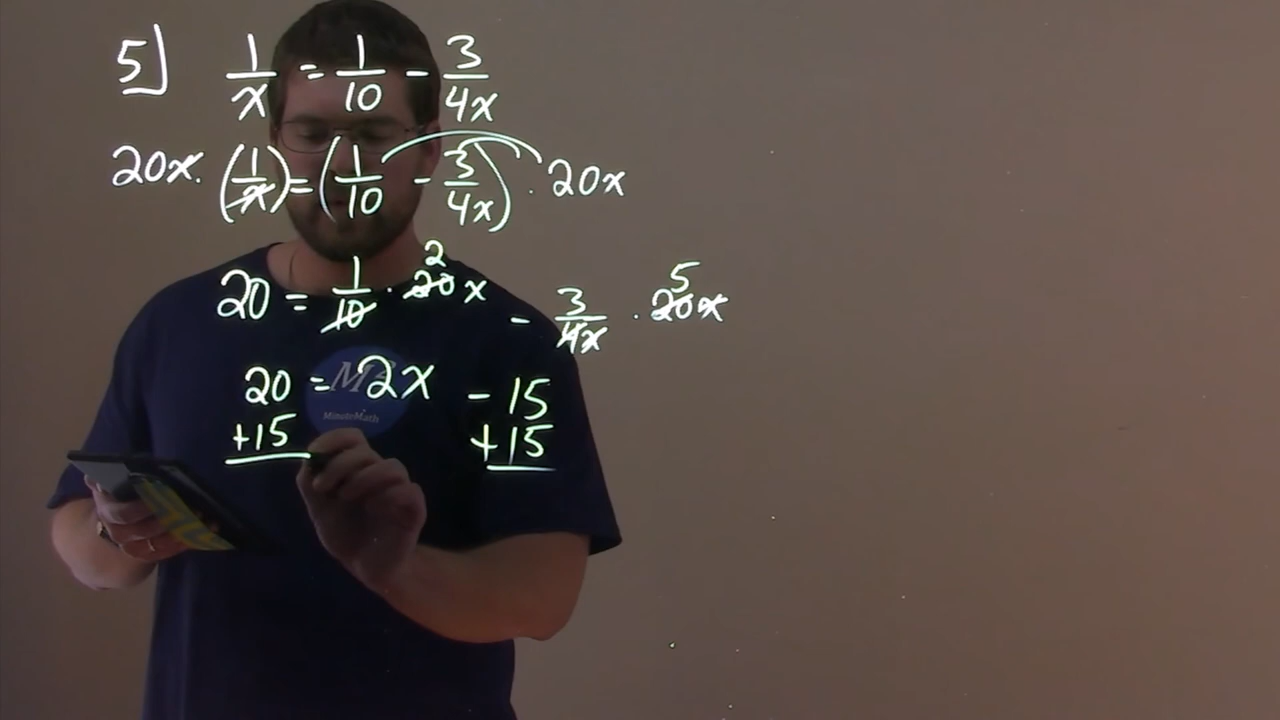 5] 1/x = 1/10 - 3/4x
20x · (1/x) = (1/10 - 3/4x) · 20x
2 5
20 = 1/10 · 20x - 3/4x · 20x
20 = 2x - 15
MinuteMath
+15 +15